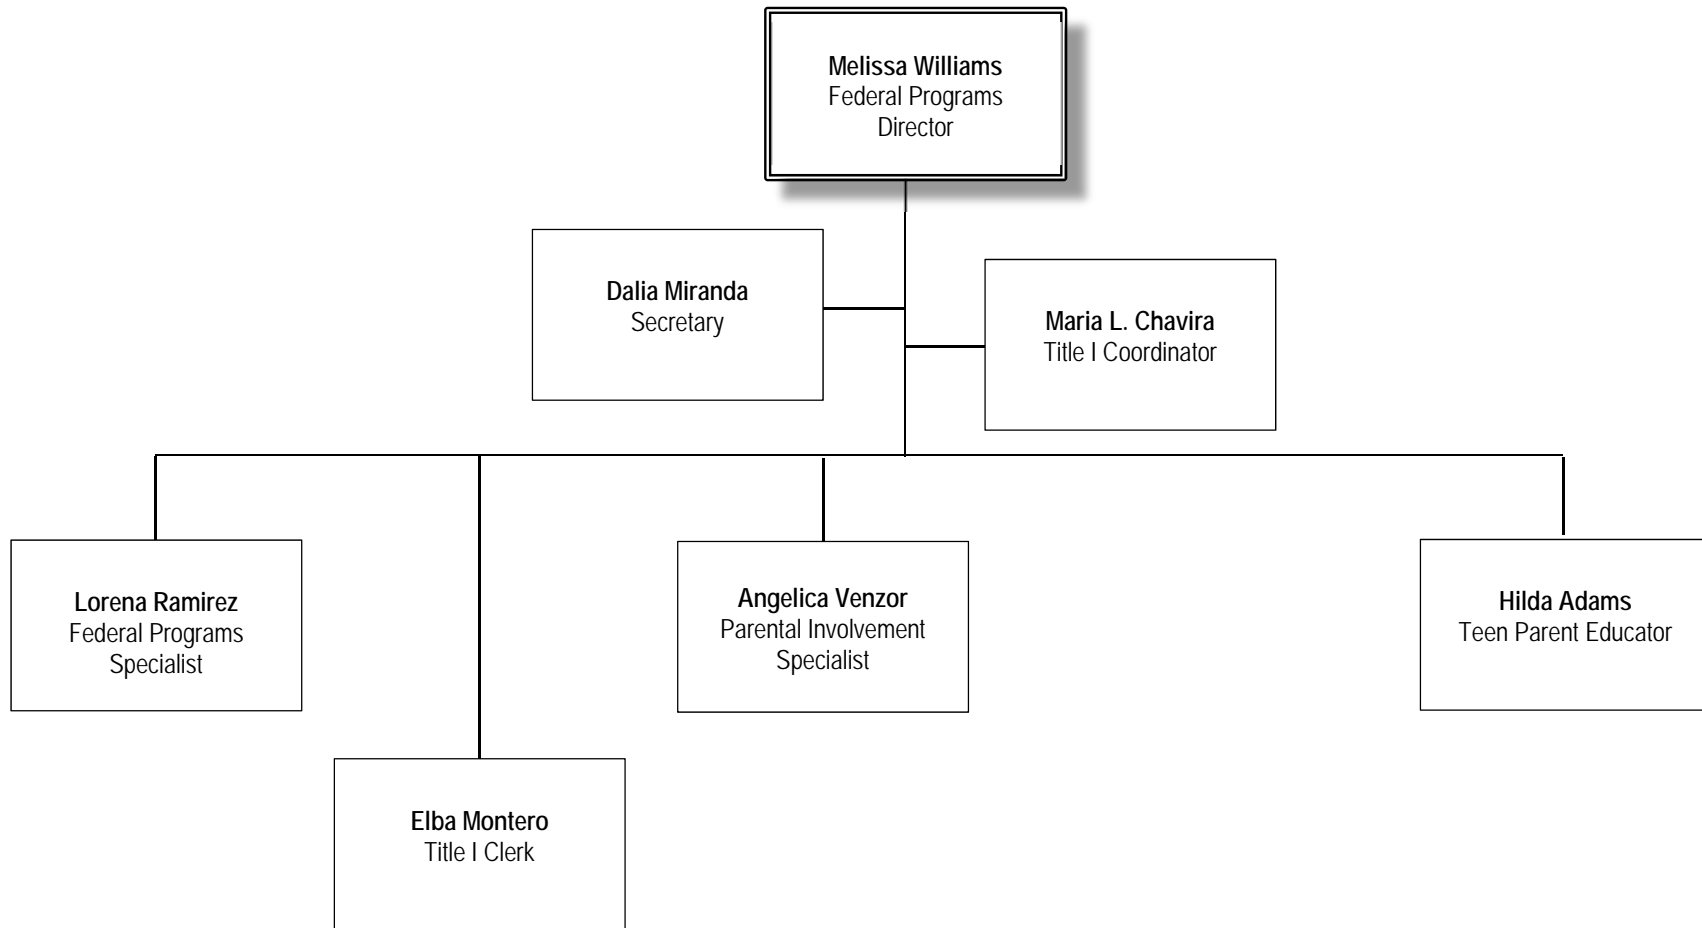 Melissa Williams
Federal Programs
Director
Dalia Miranda
Secretary
Maria L. Chavira
Title I Coordinator
Lorena Ramirez
Federal Programs
Specialist
Angelica Venzor
Parental Involvement
Specialist
Hilda Adams
Teen Parent Educator
Elba Montero
Title I Clerk